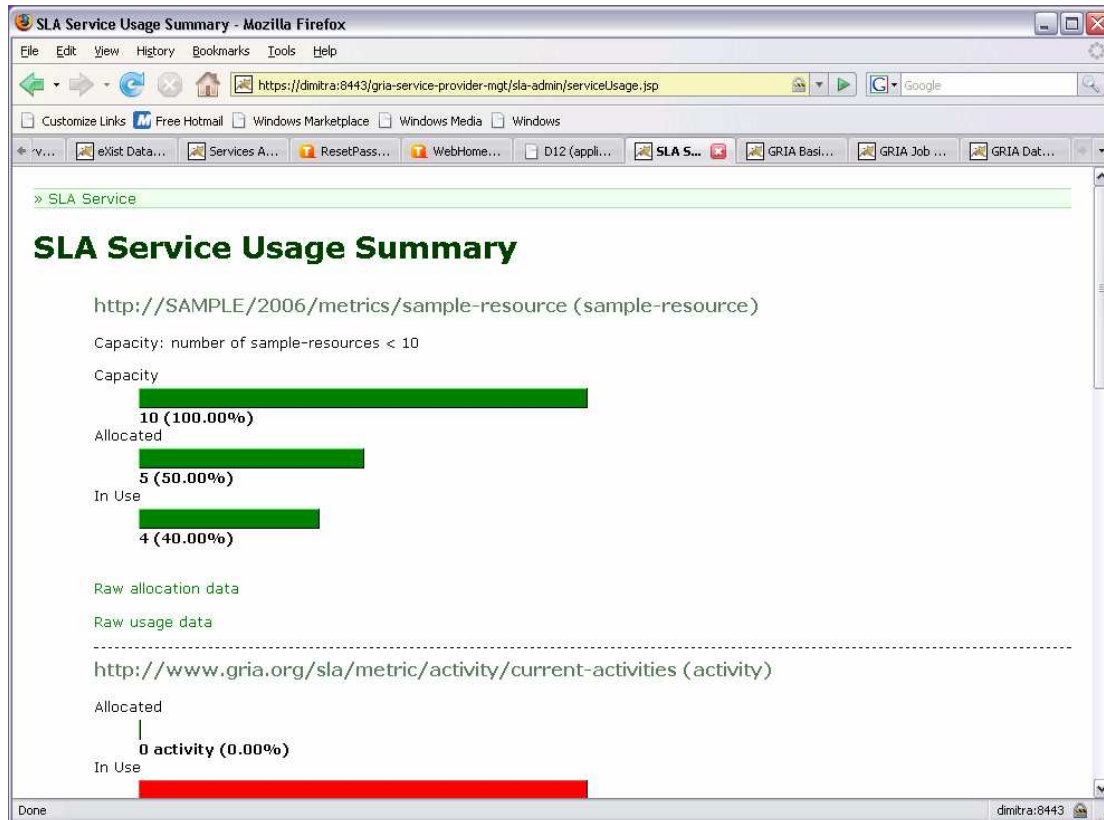 SLA Service Usage Summary - Mozilla Firefox
File Edit View History Bookmarks Tools Help
https://dimitra:8443/gria-service-provider-mgt/sla-admin/serviceUsage.jsp G Google
Customize Links M Free Hotmail Windows Marketplace Windows Media Windows
eXist Data... Services A... ResetPass... WebHome... D12 (appli... SLA S... GRIA Basi... GRIA Job ... GRIA Dat...
» SLA Service
SLA Service Usage Summary
http://SAMPLE/2006/metrics/sample-resource (sample-resource)
Capacity: number of sample-resources < 10
Capacity
10 (100.00%)
Allocated
5 (50.00%)
In Use
4 (40.00%)
Raw allocation data
Raw usage data
http://www.gria.org/sla/metric/activity/current-activities (activity)
Allocated
0 activity (0.00%)
In Use
Done dimitra:8443